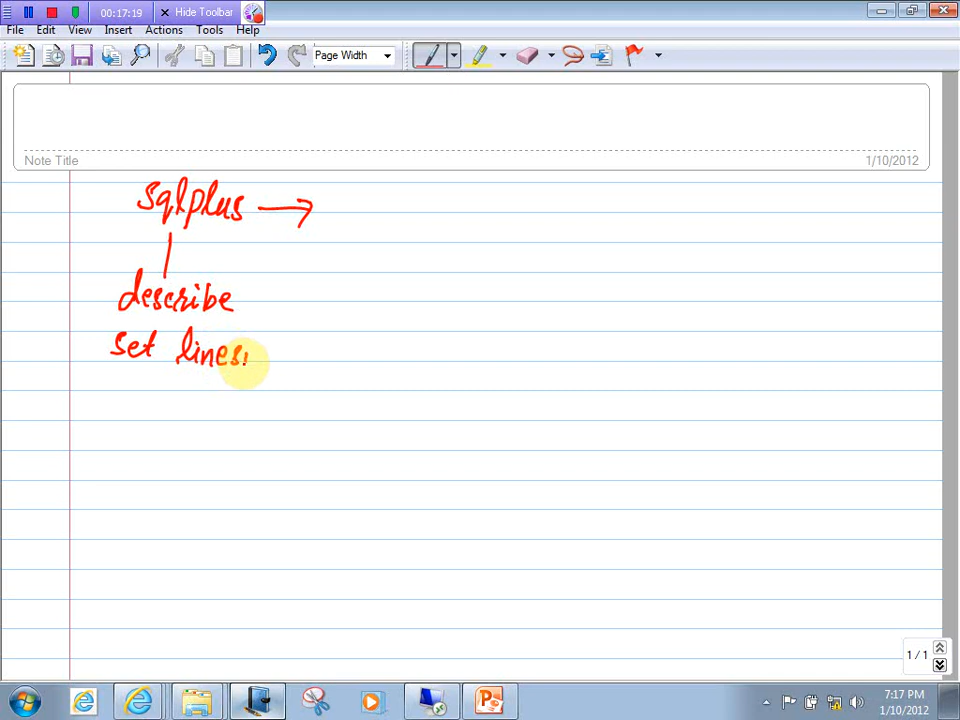 00:17:19 Hide Toolbar
File Edit View Insert Actions Tools Help
Page Width
Note Title 1/10/2012
sqlplus →
describe
set lines
1 / 1
7:17 PM
1/10/2012